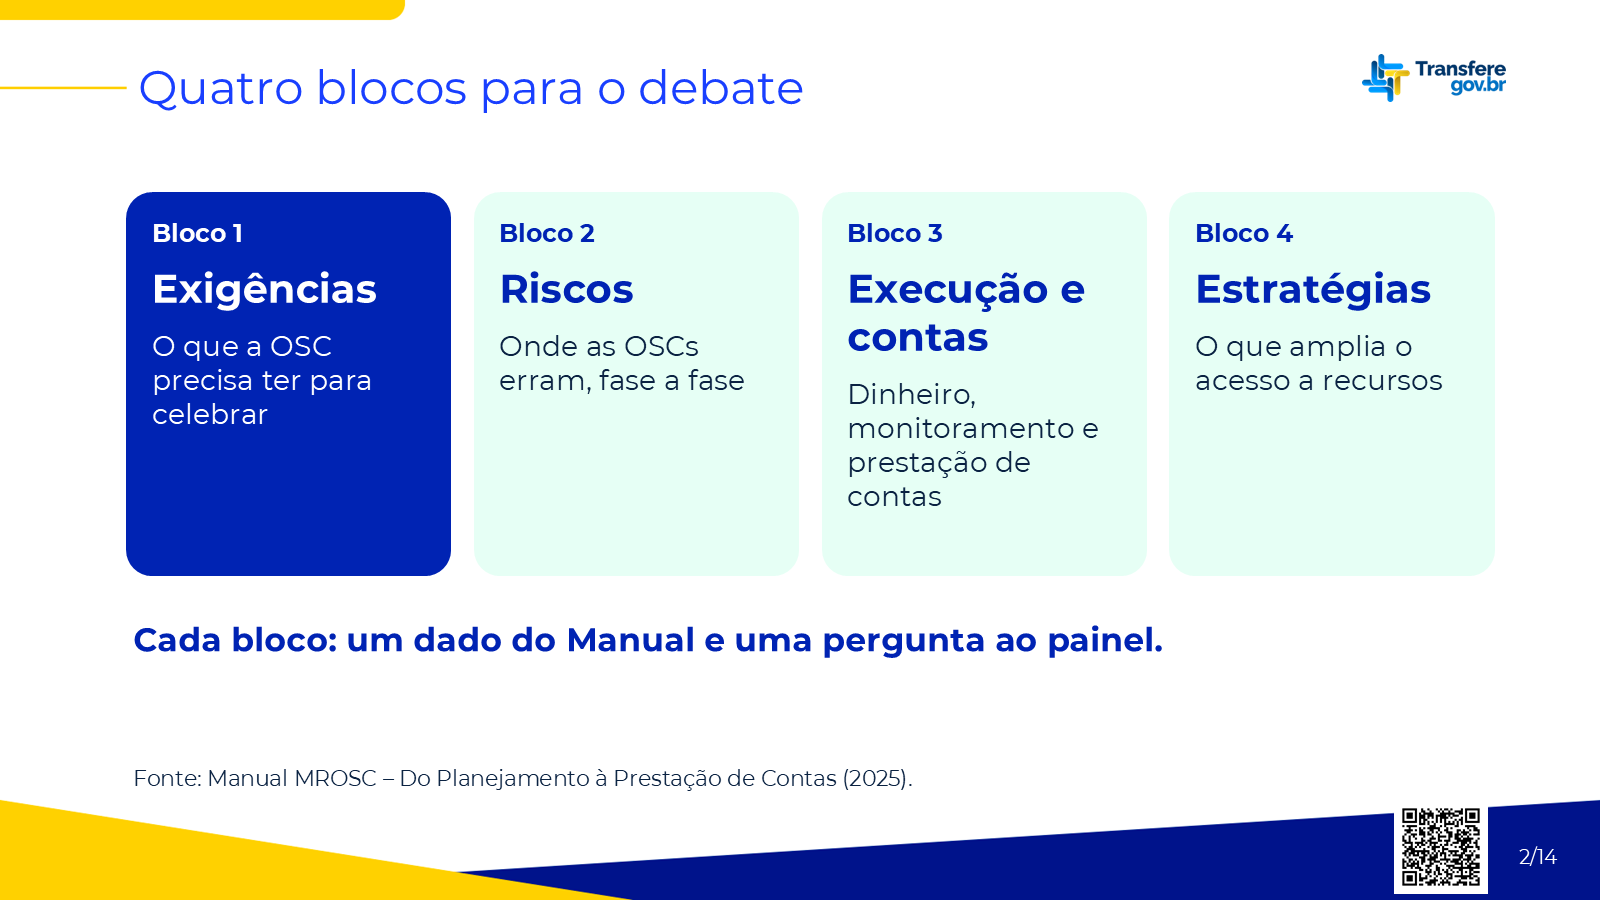 Quatro blocos para o debate
Transfere
gov.br
Bloco 1
Exigências
O que a OSC
precisa ter para
celebrar
Bloco 2
Riscos
Onde as OSCs
erram, fase a fase
Bloco 3
Execução e
contas
Dinheiro,
monitoramento e
prestação de
contas
Bloco 4
Estratégias
O que amplia o
acesso a recursos
Cada bloco: um dado do Manual e uma pergunta ao painel.
Fonte: Manual MROSC – Do Planejamento à Prestação de Contas (2025).
2/14